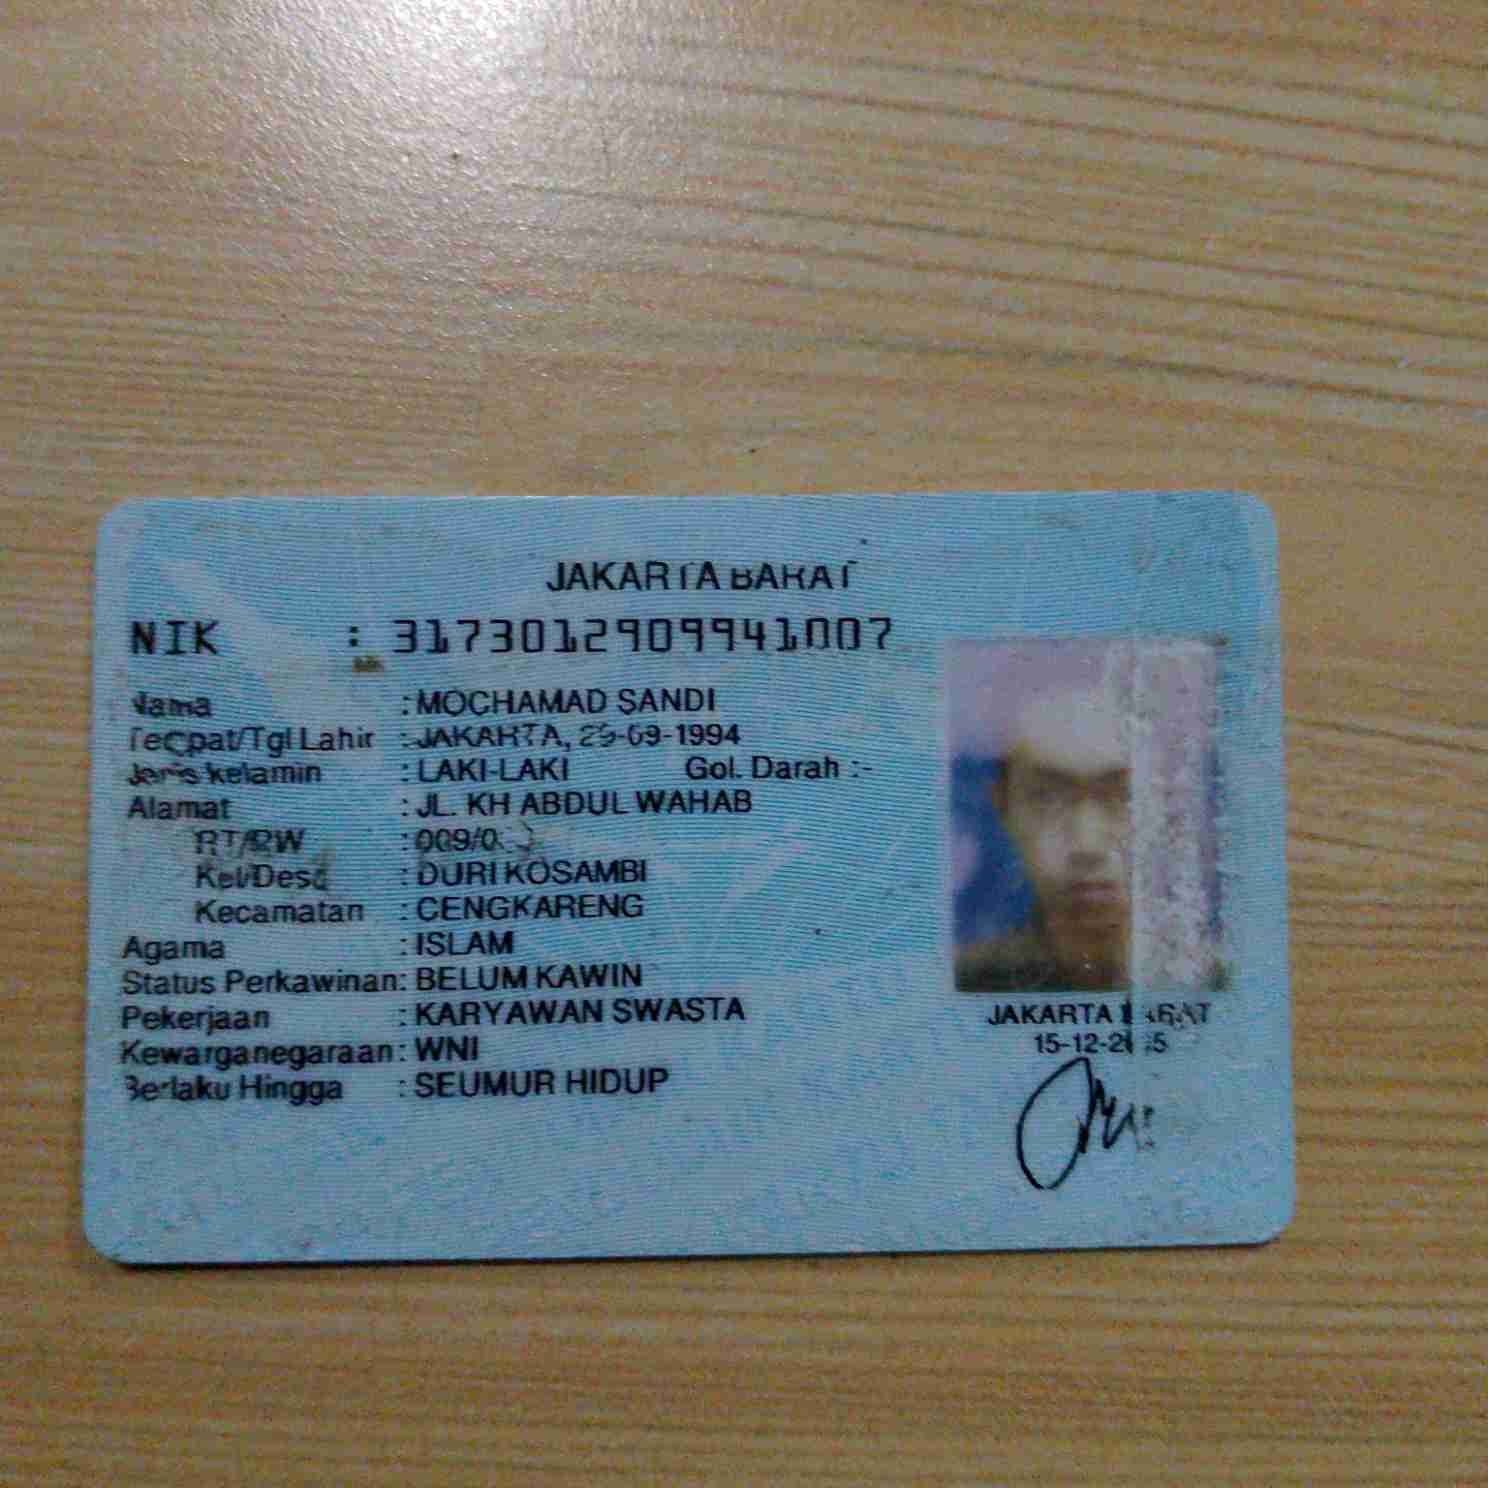 JAKARTA BARAT
NIK : 3173012909941007
Nama : MOCHAMAD SANDI
Tempat/Tgl Lahir : JAKARTA, 29-09-1994
Jenis kelamin : LAKI-LAKI Gol. Darah :-
Alamat : JL. KH ABDUL WAHAB
RT/RW : 009/
Kel/Desa : DURI KOSAMBI
Kecamatan : CENGKARENG
Agama : ISLAM
Status Perkawinan: BELUM KAWIN
Pekerjaan : KARYAWAN SWASTA
Kewarganegaraan: WNI
Berlaku Hingga : SEUMUR HIDUP
JAKARTA BARAT
15-12-2015